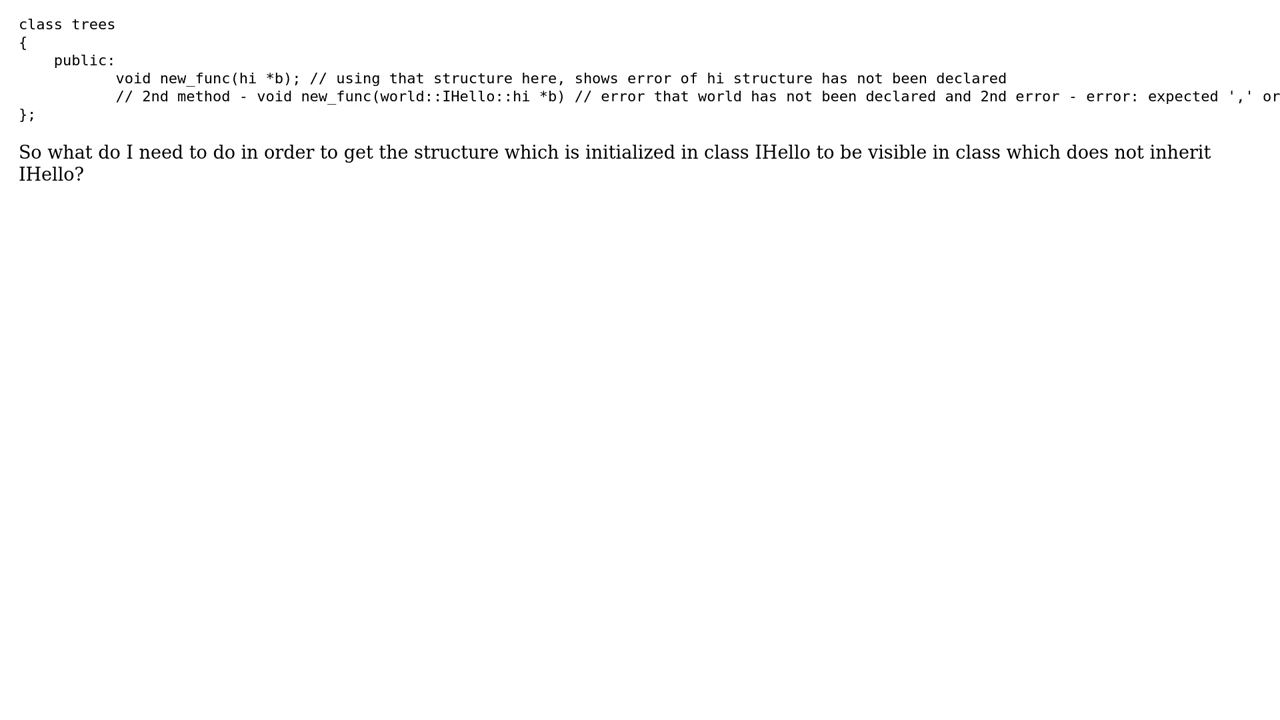 class trees
{
    public:
           void new_func(hi *b); // using that structure here, shows error of hi structure has not been declared
           // 2nd method - void new_func(world::IHello::hi *b) // error that world has not been declared and 2nd error - error: expected ',' or
};
So what do I need to do in order to get the structure which is initialized in class IHello to be visible in class which does not inherit
IHello?